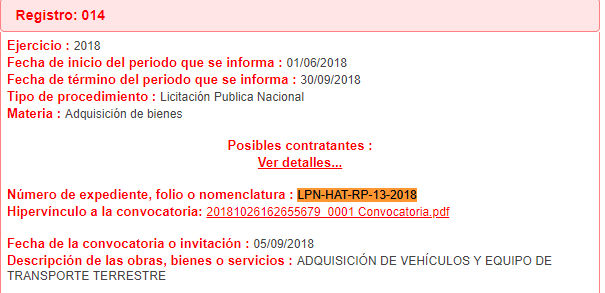 Registro: 014
Ejercicio : 2018
Fecha de inicio del periodo que se informa : 01/06/2018
Fecha de término del periodo que se informa : 30/09/2018
Tipo de procedimiento : Licitación Publica Nacional
Materia : Adquisición de bienes
Posibles contratantes :
Ver detalles...
Número de expediente, folio o nomenclatura : LPN-HAT-RP-13-2018
Hipervínculo a la convocatoria: 20181026162655679_0001 Convocatoria.pdf
Fecha de la convocatoria o invitación : 05/09/2018
Descripción de las obras, bienes o servicios : ADQUISICIÓN DE VEHÍCULOS Y EQUIPO DE
TRANSPORTE TERRESTRE